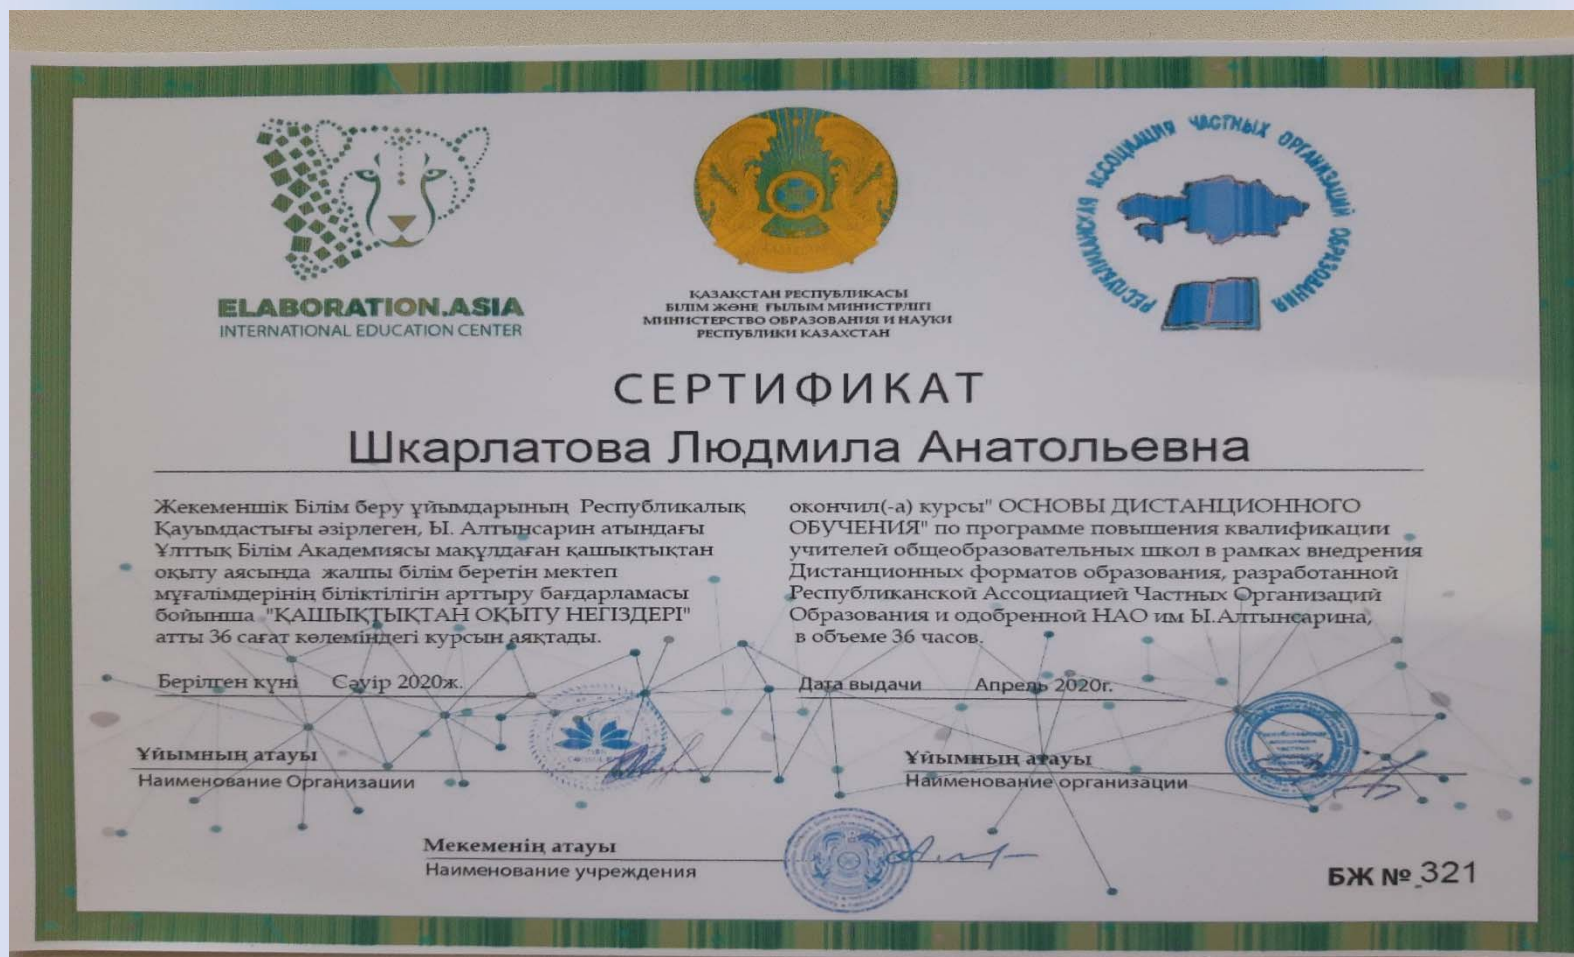 ELABORATION.ASIA
INTERNATIONAL EDUCATION CENTER
ҚАЗАҚСТАН РЕСПУБЛИКАСЫ
БІЛІМ ЖӘНЕ ҒЫЛЫМ МИНИСТРЛІГІ
МИНИСТЕРСТВО ОБРАЗОВАНИЯ И НАУКИ
РЕСПУБЛИКИ КАЗАХСТАН
РЕСПУБЛИКАНСКАЯ АССОЦИАЦИЯ ЧАСТНЫХ ОРГАНИЗАЦИЙ ОБРАЗОВАНИЯ
СЕРТИФИКАТ
Шкарлатова Людмила Анатольевна
Жекеменшік Білім беру ұйымдарының Республикалық
Қауымдастығы әзірлеген, Ы. Алтынсарин атындағы
Ұлттық Білім Академиясы мақұлдаған қашықтықтан
оқыту аясында жалпы білім беретін мектеп
мұғалімдерінің біліктілігін арттыру бағдарламасы
бойынша "ҚАШЫҚТЫҚТАН ОҚЫТУ НЕГІЗДЕРІ"
атты 36 сағат көлеміндегі курсын аяқтады.
окончил(-а) курсы" ОСНОВЫ ДИСТАНЦИОННОГО
ОБУЧЕНИЯ" по программе повышения квалификации
учителей общеобразовательных школ в рамках внедрения
Дистанционных форматов образования, разработанной
Республиканской Ассоциацией Частных Организаций
Образования и одобренной НАО им Ы.Алтынсарина,
в объеме 36 часов.
Берілген күні Сәуір 2020ж.
Дата выдачи Апрель 2020г.
Ұйымның атауы
Наименование Организации
Ұйымның атауы
Наименование организации
Мекеменің атауы
Наименование учреждения
БЖ № 321